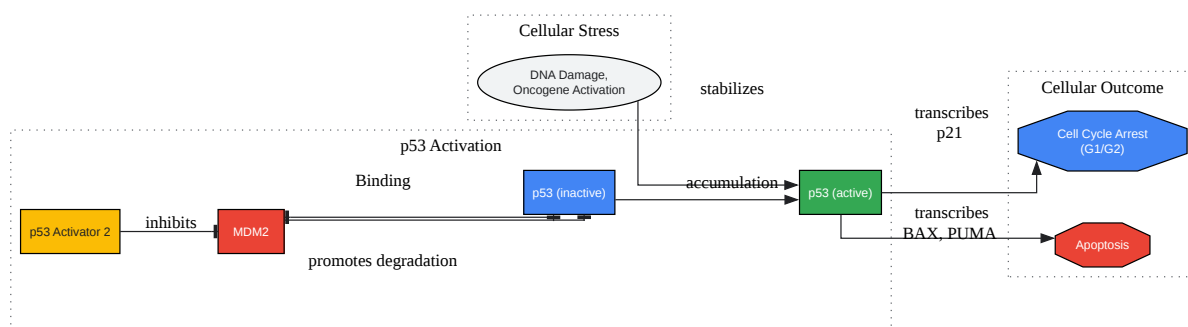 Cellular Stress
DNA Damage,
Oncogene Activation
stabilizes
Cellular Outcome
transcribes
p21
Cell Cycle Arrest
(G1/G2)
p53 Activation
Binding
p53 (inactive)
accumulation
p53 (active)
p53 Activator 2
inhibits
MDM2
transcribes
BAX, PUMA
Apoptosis
promotes degradation